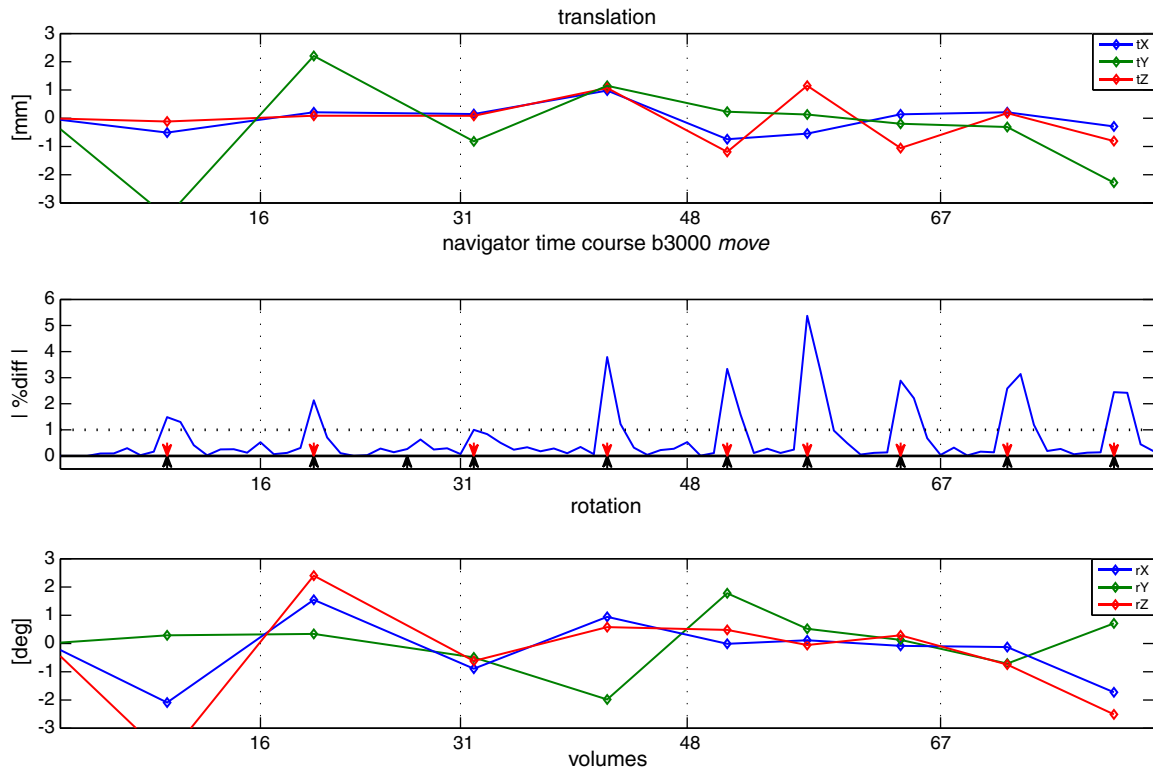 translation
[mm]
3
2
1
0
-1
-2
-3
tX
tY
tZ
16 31 48 67
navigator time course b3000 move
| %diff |
6
5
4
3
2
1
0
16 31 48 67
rotation
[deg]
3
2
1
0
-1
-2
-3
rX
rY
rZ
16 31 48 67
volumes